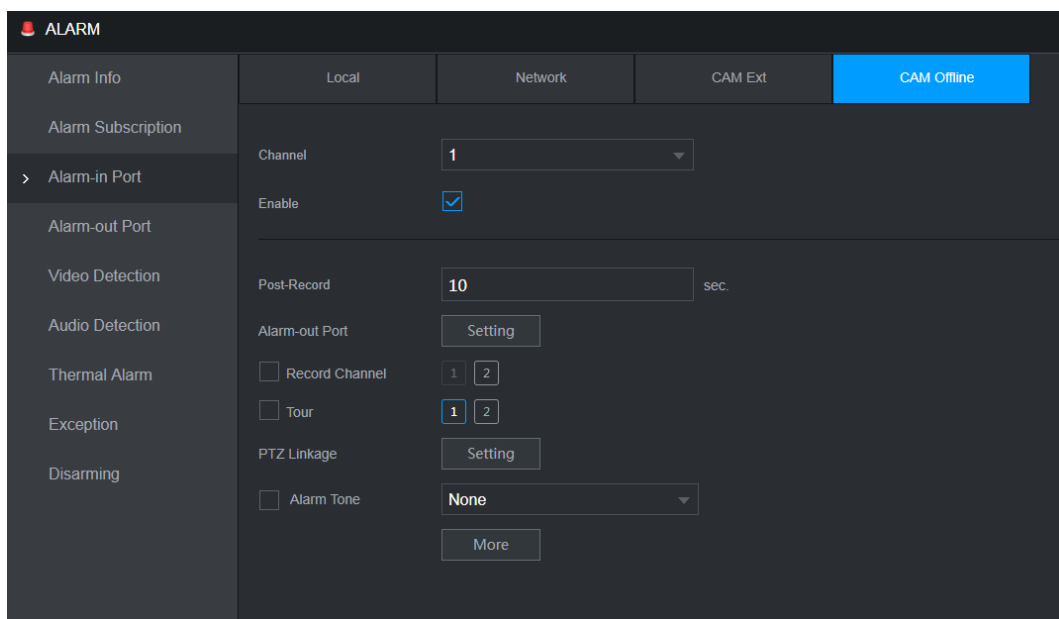 ALARM
Alarm Info
Alarm Subscription
Alarm-in Port
Alarm-out Port
Video Detection
Audio Detection
Thermal Alarm
Exception
Disarming
Local Network CAM Ext CAM Offline
Channel 1
Enable
Post-Record 10 sec.
Alarm-out Port Setting
Record Channel 1 2
Tour 1 2
PTZ Linkage Setting
Alarm Tone None
More